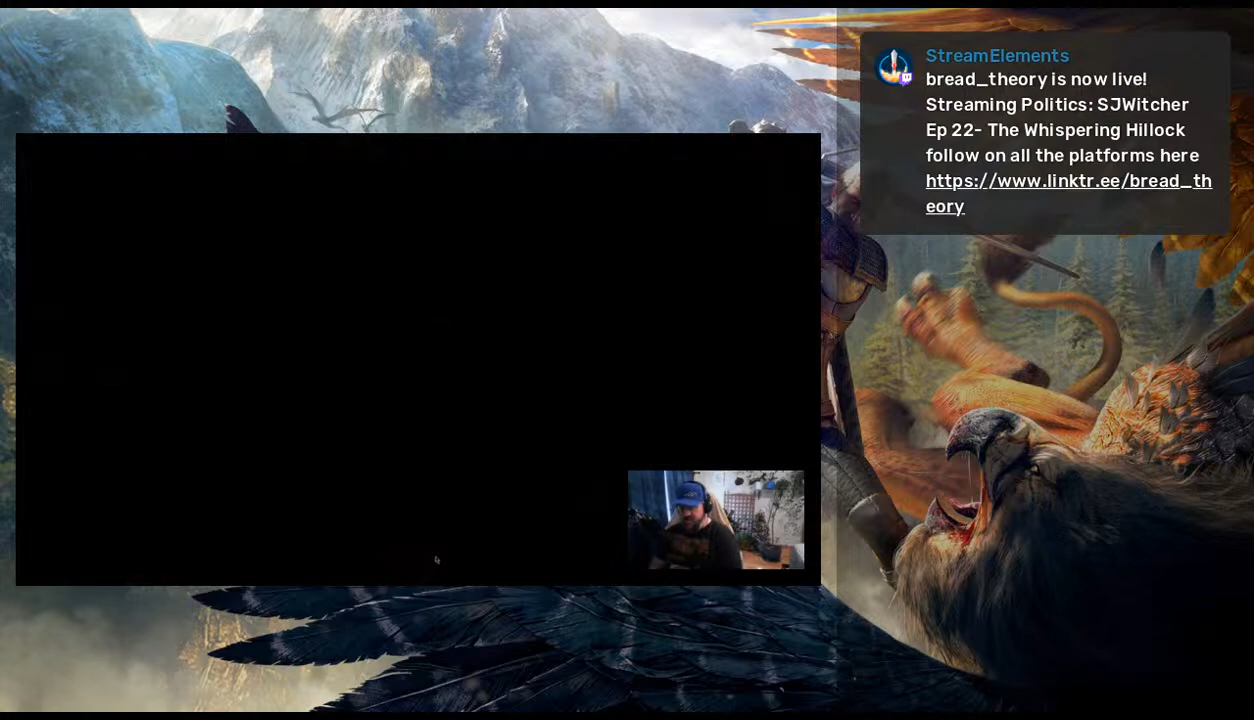 StreamElements
bread_theory is now live!
Streaming Politics: SJWitcher
Ep 22- The Whispering Hillock
follow on all the platforms here
https://www.linktr.ee/bread_th
eory